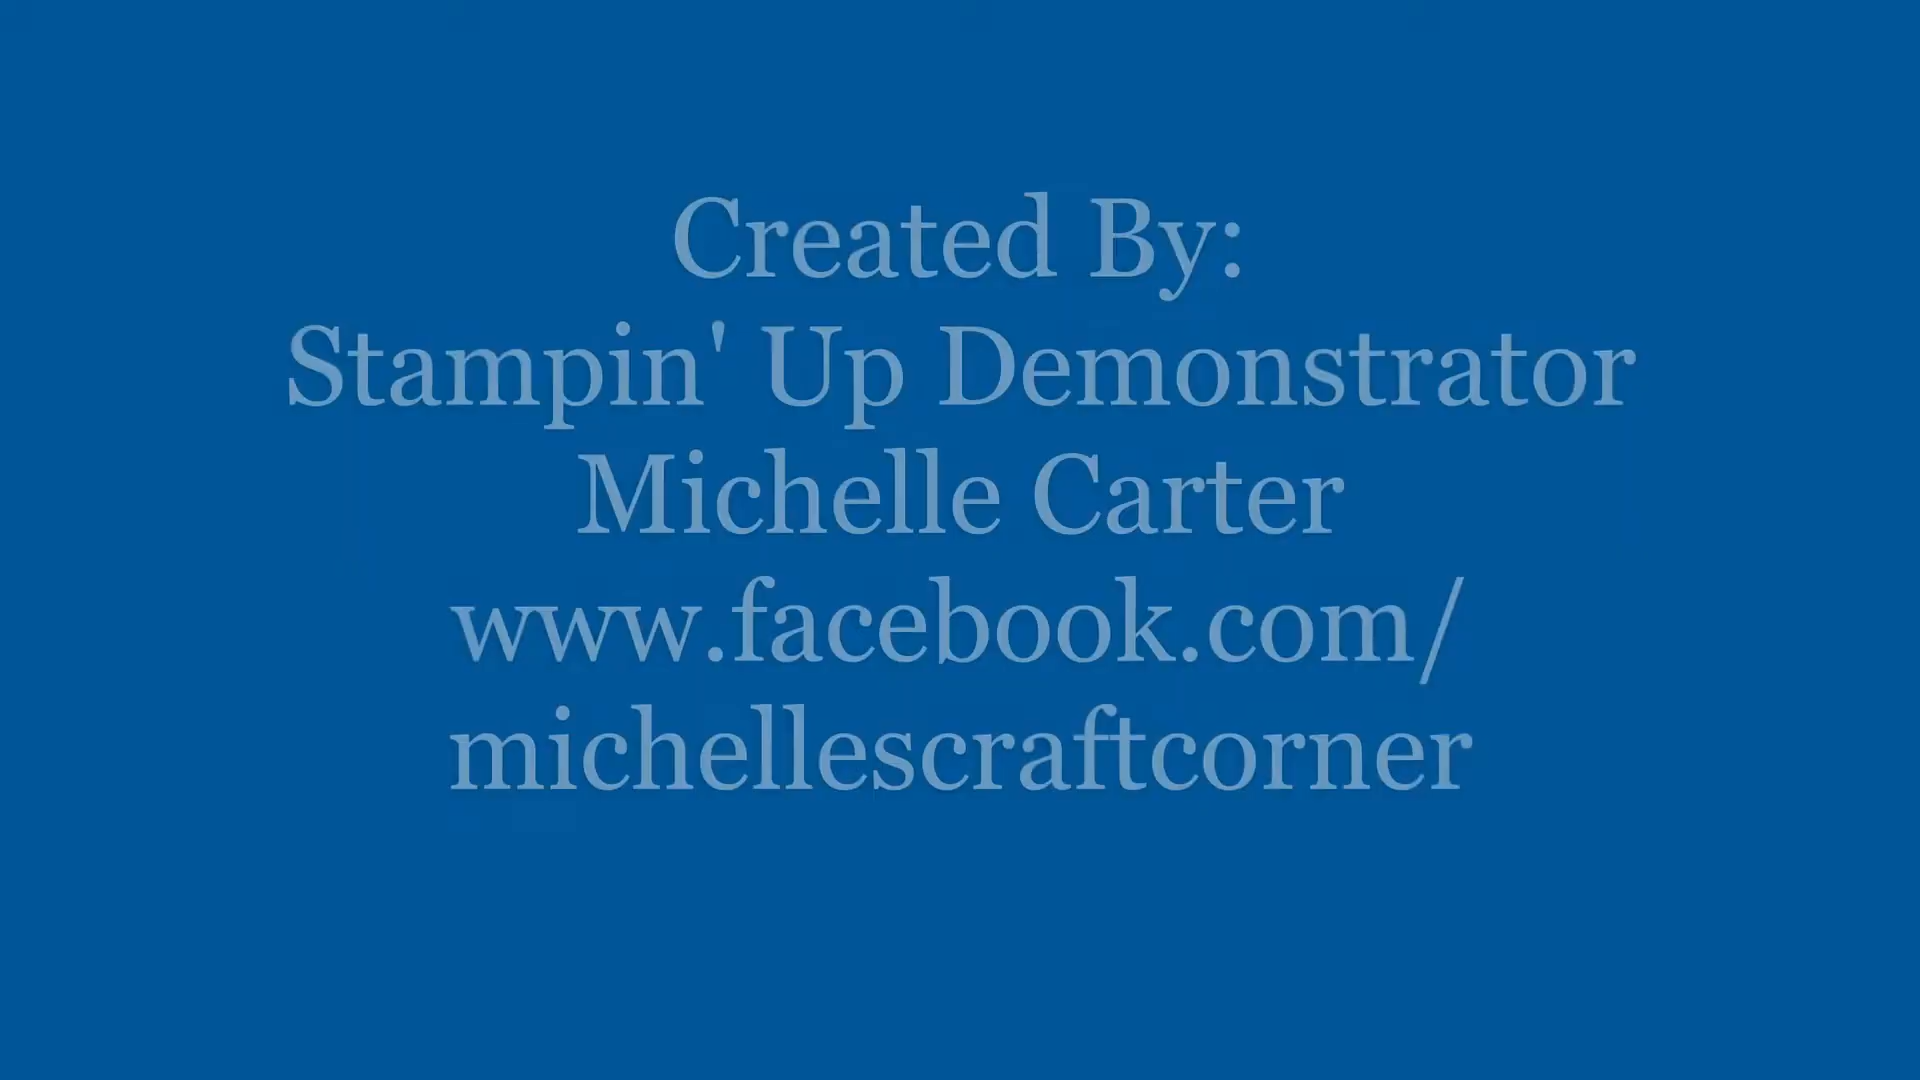 Created By:
Stampin' Up Demonstrator
Michelle Carter
www.facebook.com/
michellescraftcorner